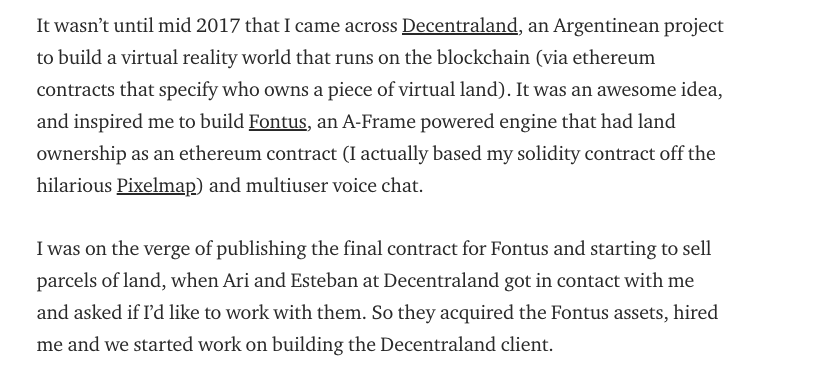 It wasn’t until mid 2017 that I came across Decentraland, an Argentinean project
to build a virtual reality world that runs on the blockchain (via ethereum
contracts that specify who owns a piece of virtual land). It was an awesome idea,
and inspired me to build Fontus, an A-Frame powered engine that had land
ownership as an ethereum contract (I actually based my solidity contract off the
hilarious Pixelmap) and multiuser voice chat.
I was on the verge of publishing the final contract for Fontus and starting to sell
parcels of land, when Ari and Esteban at Decentraland got in contact with me
and asked if I’d like to work with them. So they acquired the Fontus assets, hired
me and we started work on building the Decentraland client.